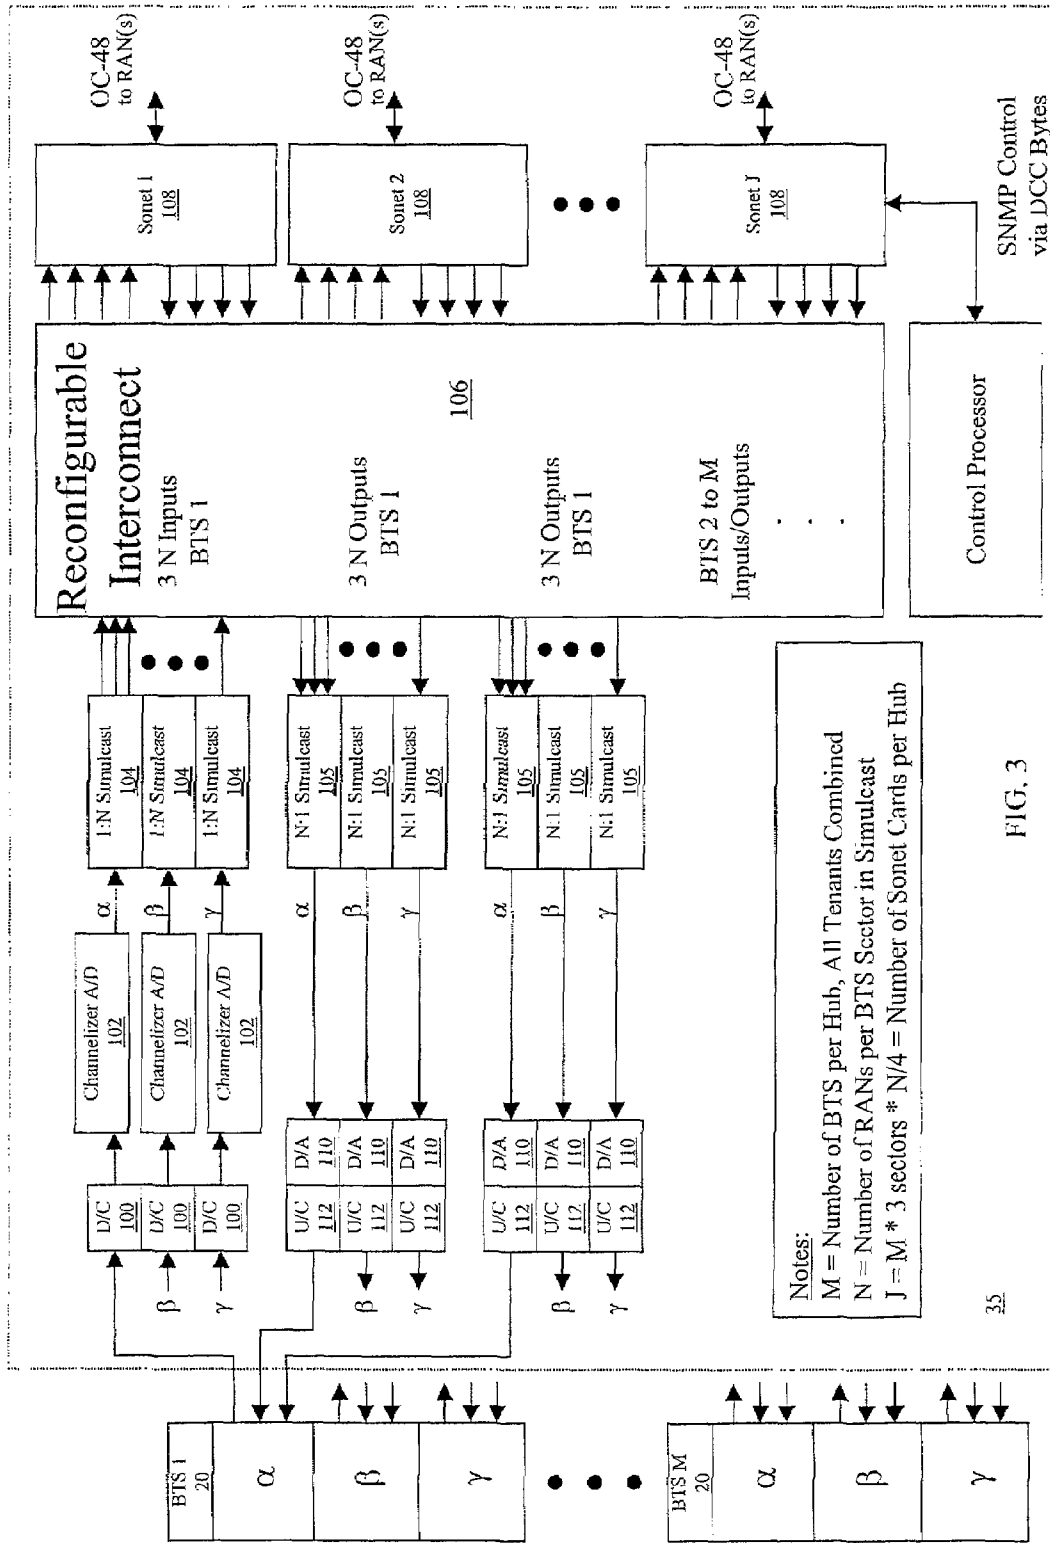 BTS 1
20
α
β
γ
BTS M
20
α
β
γ
β
γ
D/C
100
D/C
100
D/C
100
Channelizer A/D
102
Channelizer A/D
102
Channelizer A/D
102
α
β
γ
1:N Simulcast
104
1:N Simulcast
104
1:N Simulcast
104
β
γ
U/C
112
U/C
112
U/C
112
D/A
110
D/A
110
D/A
110
α
β
γ
N:1 Simulcast
105
N:1 Simulcast
105
N:1 Simulcast
105
β
γ
U/C
112
U/C
112
U/C
112
D/A
110
D/A
110
D/A
110
α
β
γ
N:1 Simulcast
105
N:1 Simulcast
105
N:1 Simulcast
105
Reconfigurable
Interconnect
3 N Inputs
BTS 1
106
3 N Outputs
BTS 1
3 N Outputs
BTS 1
BTS 2 to M
Inputs/Outputs
Sonet 1
108
Sonet 2
108
Sonet J
108
OC-48
to RAN(s)
OC-48
to RAN(s)
OC-48
to RAN(s)
Control Processor
SNMP Control
via DCC Bytes
Notes:
M = Number of BTS per Hub, All Tenants Combined
N = Number of RANs per BTS Sector in Simulcast
J = M * 3 sectors * N/4 = Number of Sonet Cards per Hub
35
FIG. 3